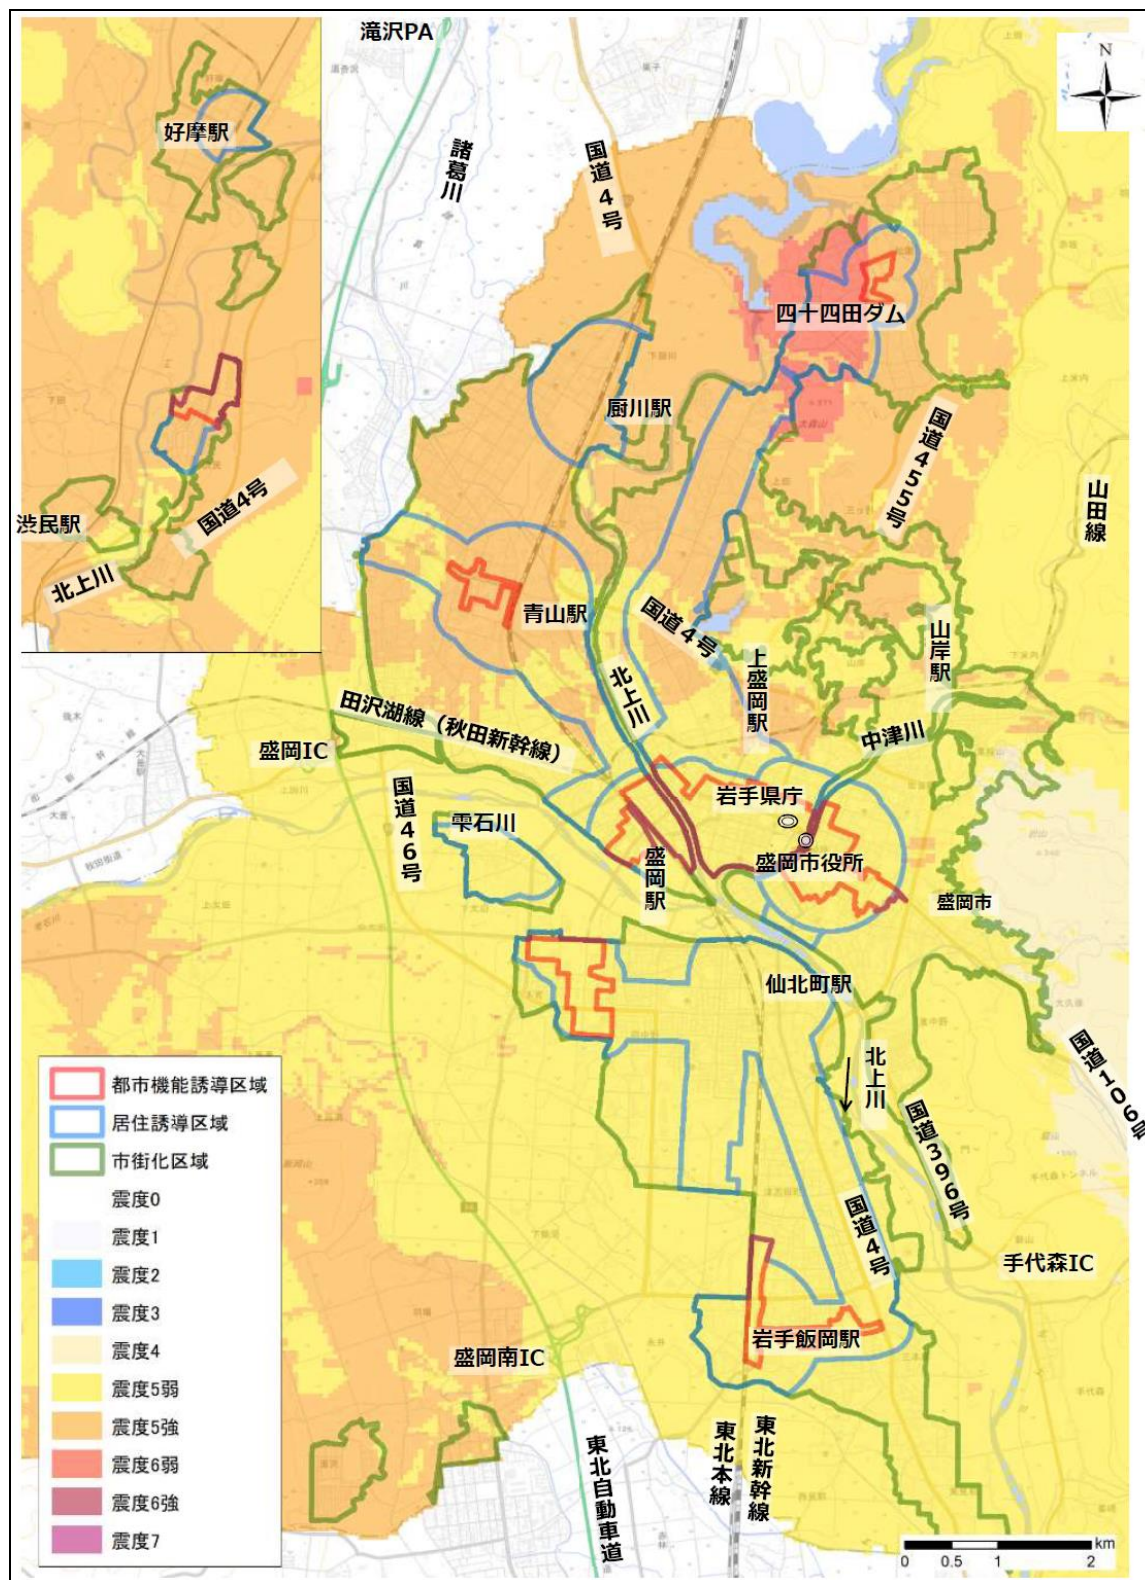 滝沢PA
N
好摩駅
諸葛川
国道4号
四十四田ダム
厨川駅
国道455号
山田線
国道4号
渋民駅
北上川
青山駅
国道4号
上盛岡駅
山岸駅
北上川
田沢湖線（秋田新幹線）
盛岡IC
中津川
国道46号
雫石川
岩手県庁
盛岡駅
盛岡市役所
盛岡市
仙北町駅
北上川
国道106号
国道396号
国道4号
手代森IC
盛岡南IC
岩手飯岡駅
東北自動車道
東北本線
東北新幹線
都市機能誘導区域
居住誘導区域
市街化区域
震度0
震度1
震度2
震度3
震度4
震度5弱
震度5強
震度6弱
震度6強
震度7
km
0 0.5 1 2